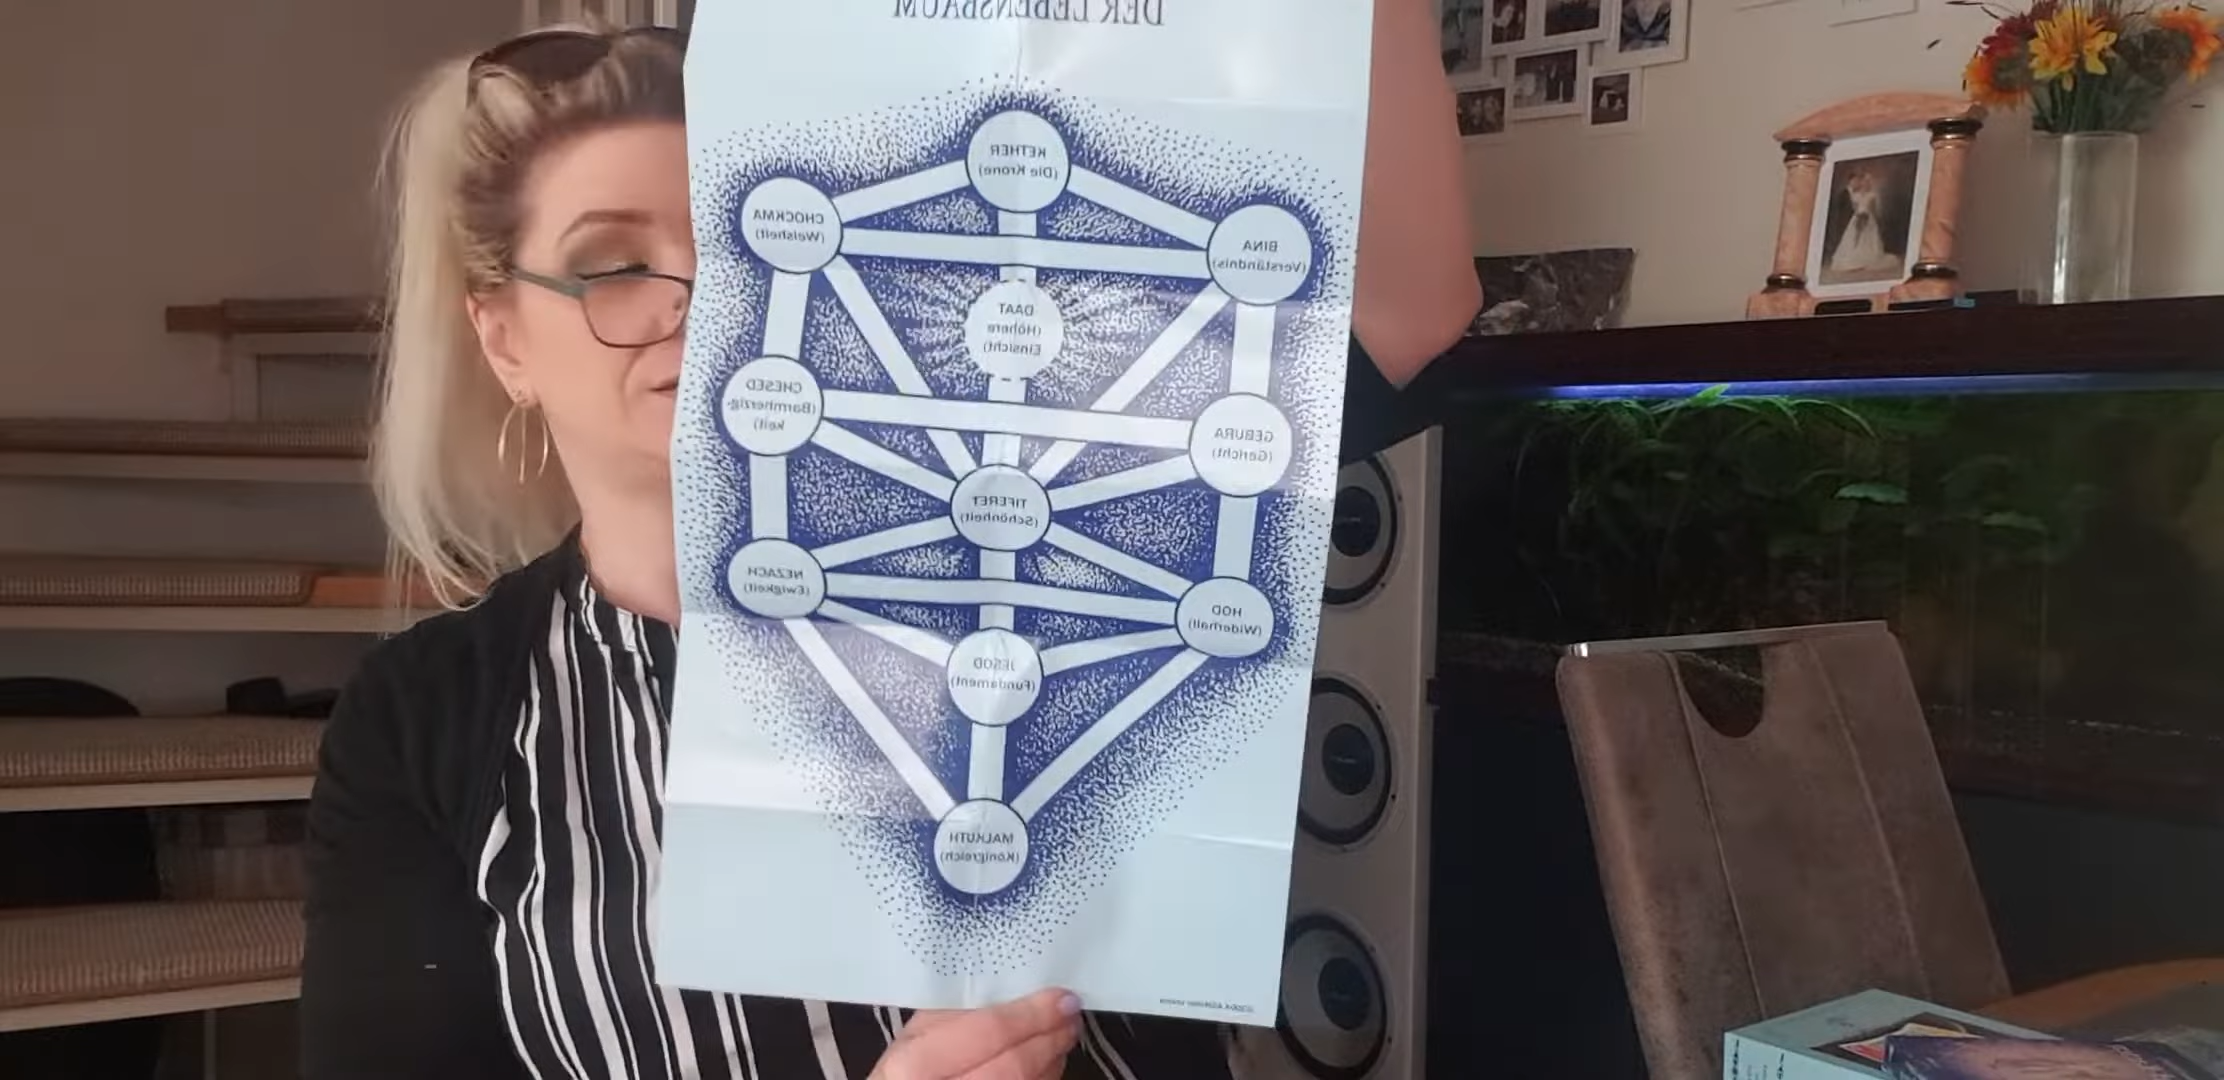 DER LEBENSBAUM
KETHER
(Die Krone)
CHOCKMA
(Weisheit)
BINA
(Verständnis)
DAAT
(Höhere
Einsicht)
CHESED
(Barmherzig-
keit)
GEBURA
(Gericht)
TIFERET
(Schönheit)
NEZACH
(Ewigkeit)
HOD
(Widerhall)
JESOD
(Fundament)
MALKUTH
(Königreich)